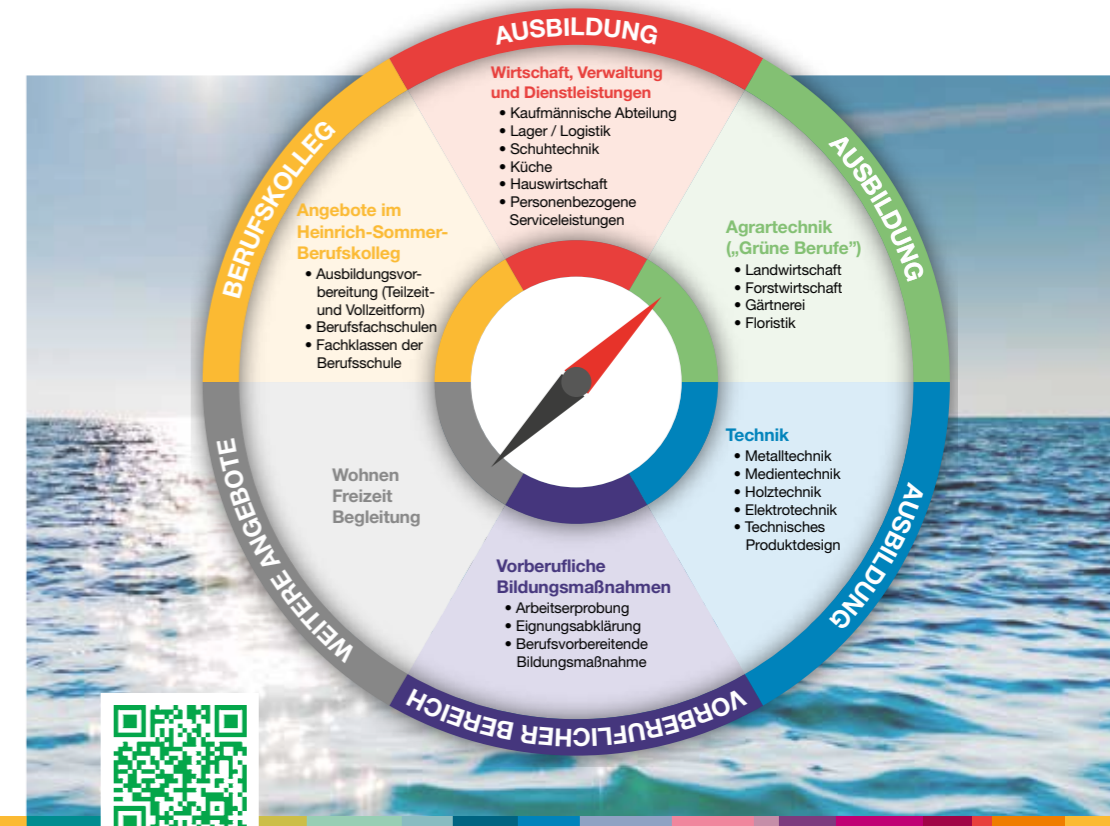 AUSBILDUNG
Wirtschaft, Verwaltung
und Dienstleistungen
• Kaufmännische Abteilung
• Lager / Logistik
• Schuhtechnik
• Küche
• Hauswirtschaft
• Personenbezogene
Serviceleistungen
AUSBILDUNG
Agrartechnik
(„Grüne Berufe”)
• Landwirtschaft
• Forstwirtschaft
• Gärtnerei
• Floristik
AUSBILDUNG
Technik
• Metalltechnik
• Medientechnik
• Holztechnik
• Elektrotechnik
• Technisches
Produktdesign
VORBERUFLICHER BEREICH
Vorberufliche
Bildungsmaßnahmen
• Arbeitserprobung
• Eignungsabklärung
• Berufsvorbereitende
Bildungsmaßnahme
WEITERE ANGEBOTE
Wohnen
Freizeit
Begleitung
BERUFSKOLLEG
Angebote im
Heinrich-Sommer-
Berufskolleg
• Ausbildungsvor-
bereitung (Teilzeit-
und Vollzeitform)
• Berufsfachschulen
• Fachklassen der
Berufsschule